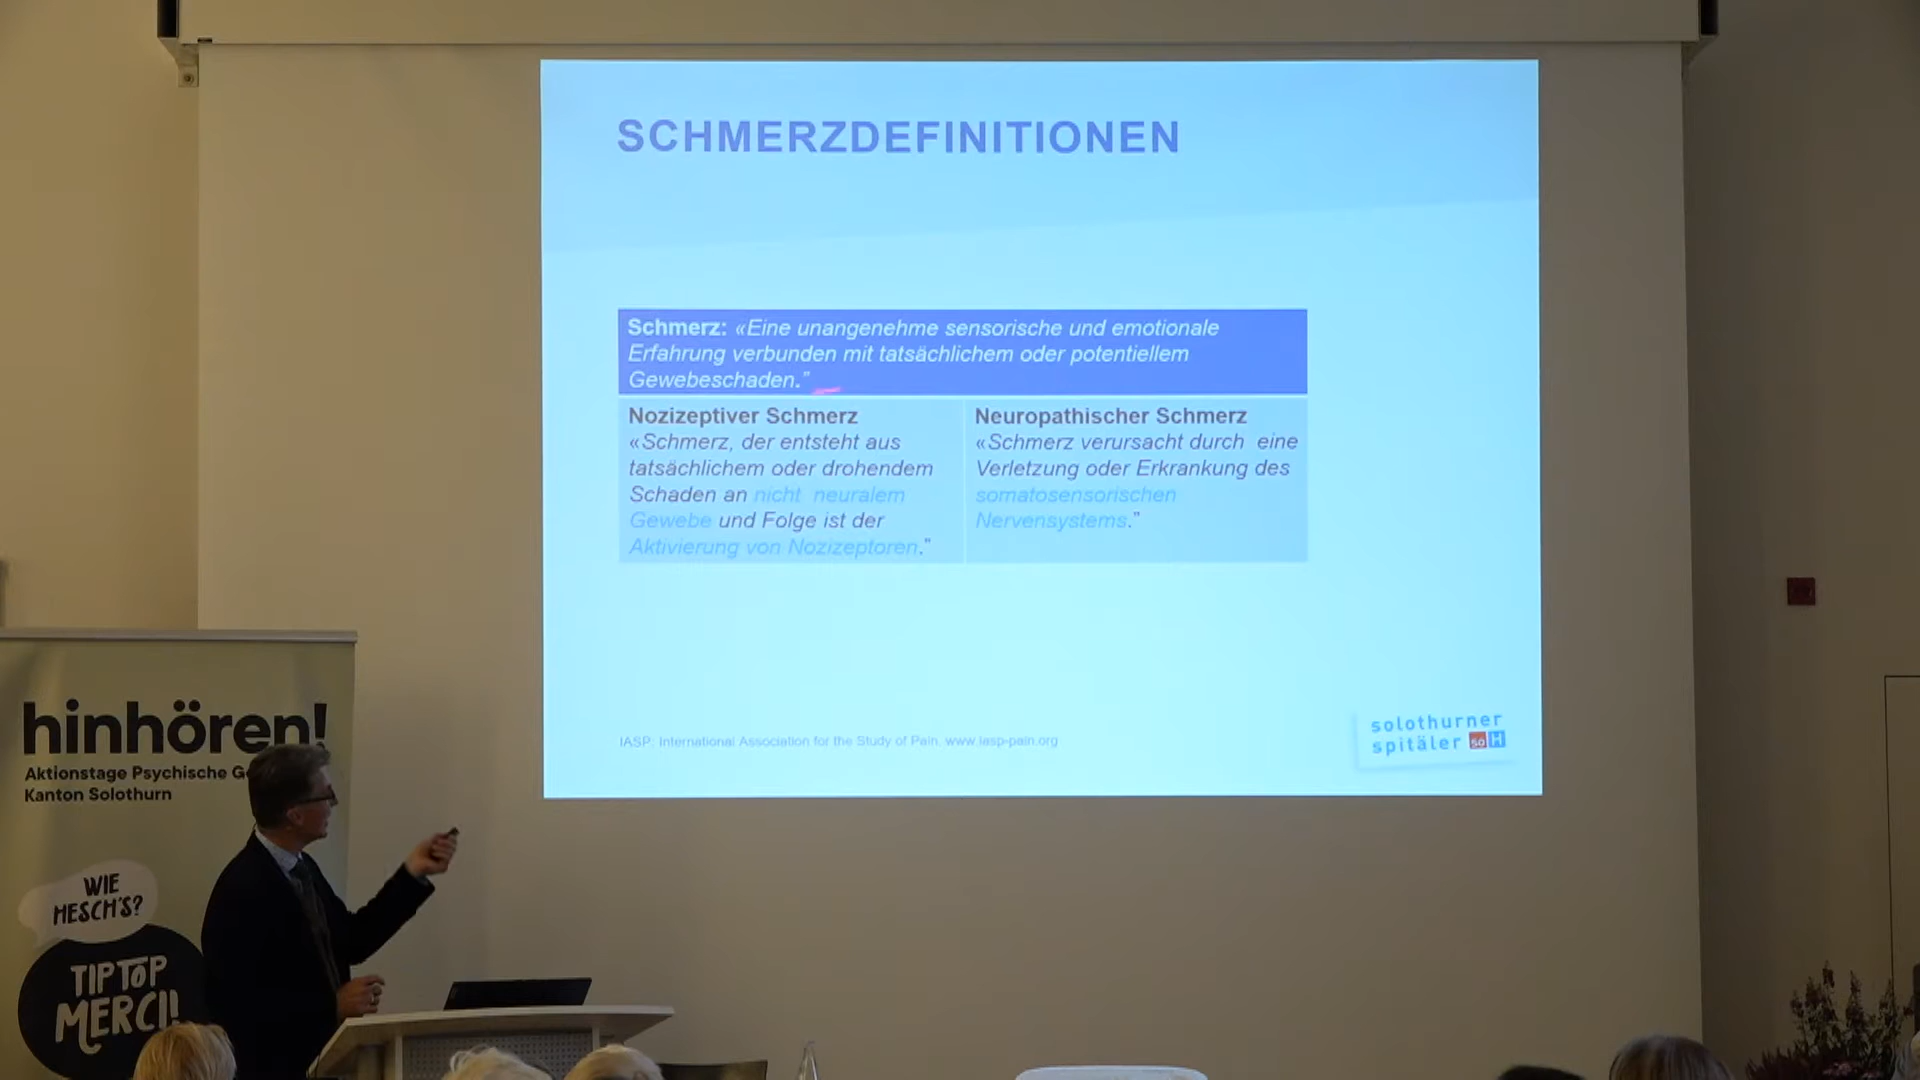 SCHMERZDEFINITIONEN
Schmerz: «Eine unangenehme sensorische und emotionale
Erfahrung verbunden mit tatsächlichem oder potentiellem
Gewebeschaden.”
Nozizeptiver Schmerz
«Schmerz, der entsteht aus
tatsächlichem oder drohendem
Schaden an nicht neuralem
Gewebe und Folge ist der
Aktivierung von Nozizeptoren.”
Neuropathischer Schmerz
«Schmerz verursacht durch eine
Verletzung oder Erkrankung des
somatosensorischen
Nervensystems.”
IASP: International Association for the Study of Pain, www.iasp-pain.org
solothurner
spitäler so H
hinhören!
Aktionstage Psychische
Kanton Solothurn
WIE
HESCH'S?
TIP TOP
MERCI!